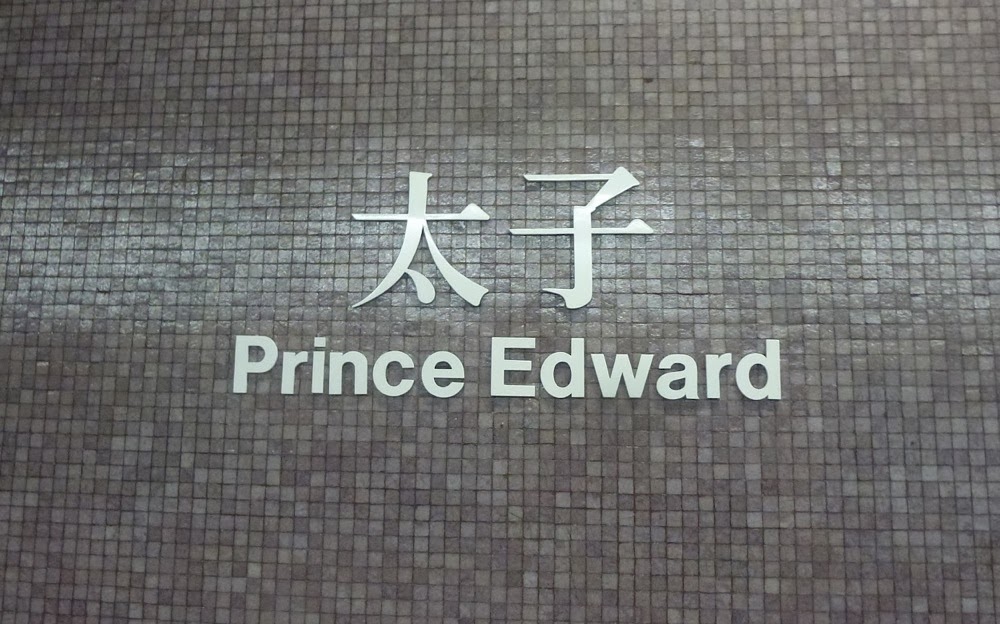 太子
Prince Edward